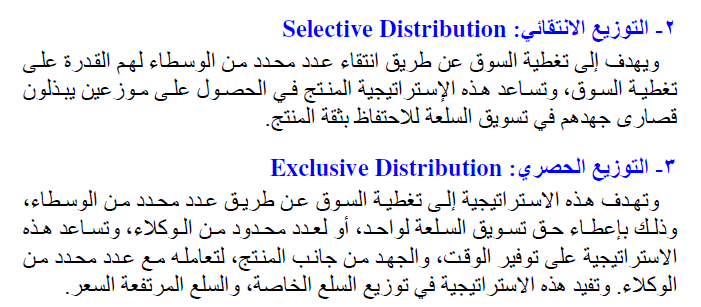 ٢ـ التوزيع الانتقائي: Selective Distribution
ويهدف إلى تغطية السوق عن طريق انتقاء عدد محدد من الوسطاء لهم القدرة على
تغطية السوق، وتساعد هذه الإستراتيجية المنتج في الحصول على موزعين يبذلون
قصارى جهدهم في تسويق السلعة للاحتفاظ بثقة المنتج.
٣ـ التوزيع الحصري: Exclusive Distribution
وتهدف هذه الاستراتيجية إلى تغطية السوق عن طريق عدد محدد من الوسطاء،
وذلك بإعطاء حق تسويق السلعة لواحد، أو لعدد محدود من الوكلاء، وتساعد هذه
الاستراتيجية على توفير الوقت، والجهد من جانب المنتج، لتعامله مع عدد محدد من
الوكلاء. وتفيد هذه الاستراتيجية في توزيع السلع الخاصة، والسلع المرتفعة السعر.